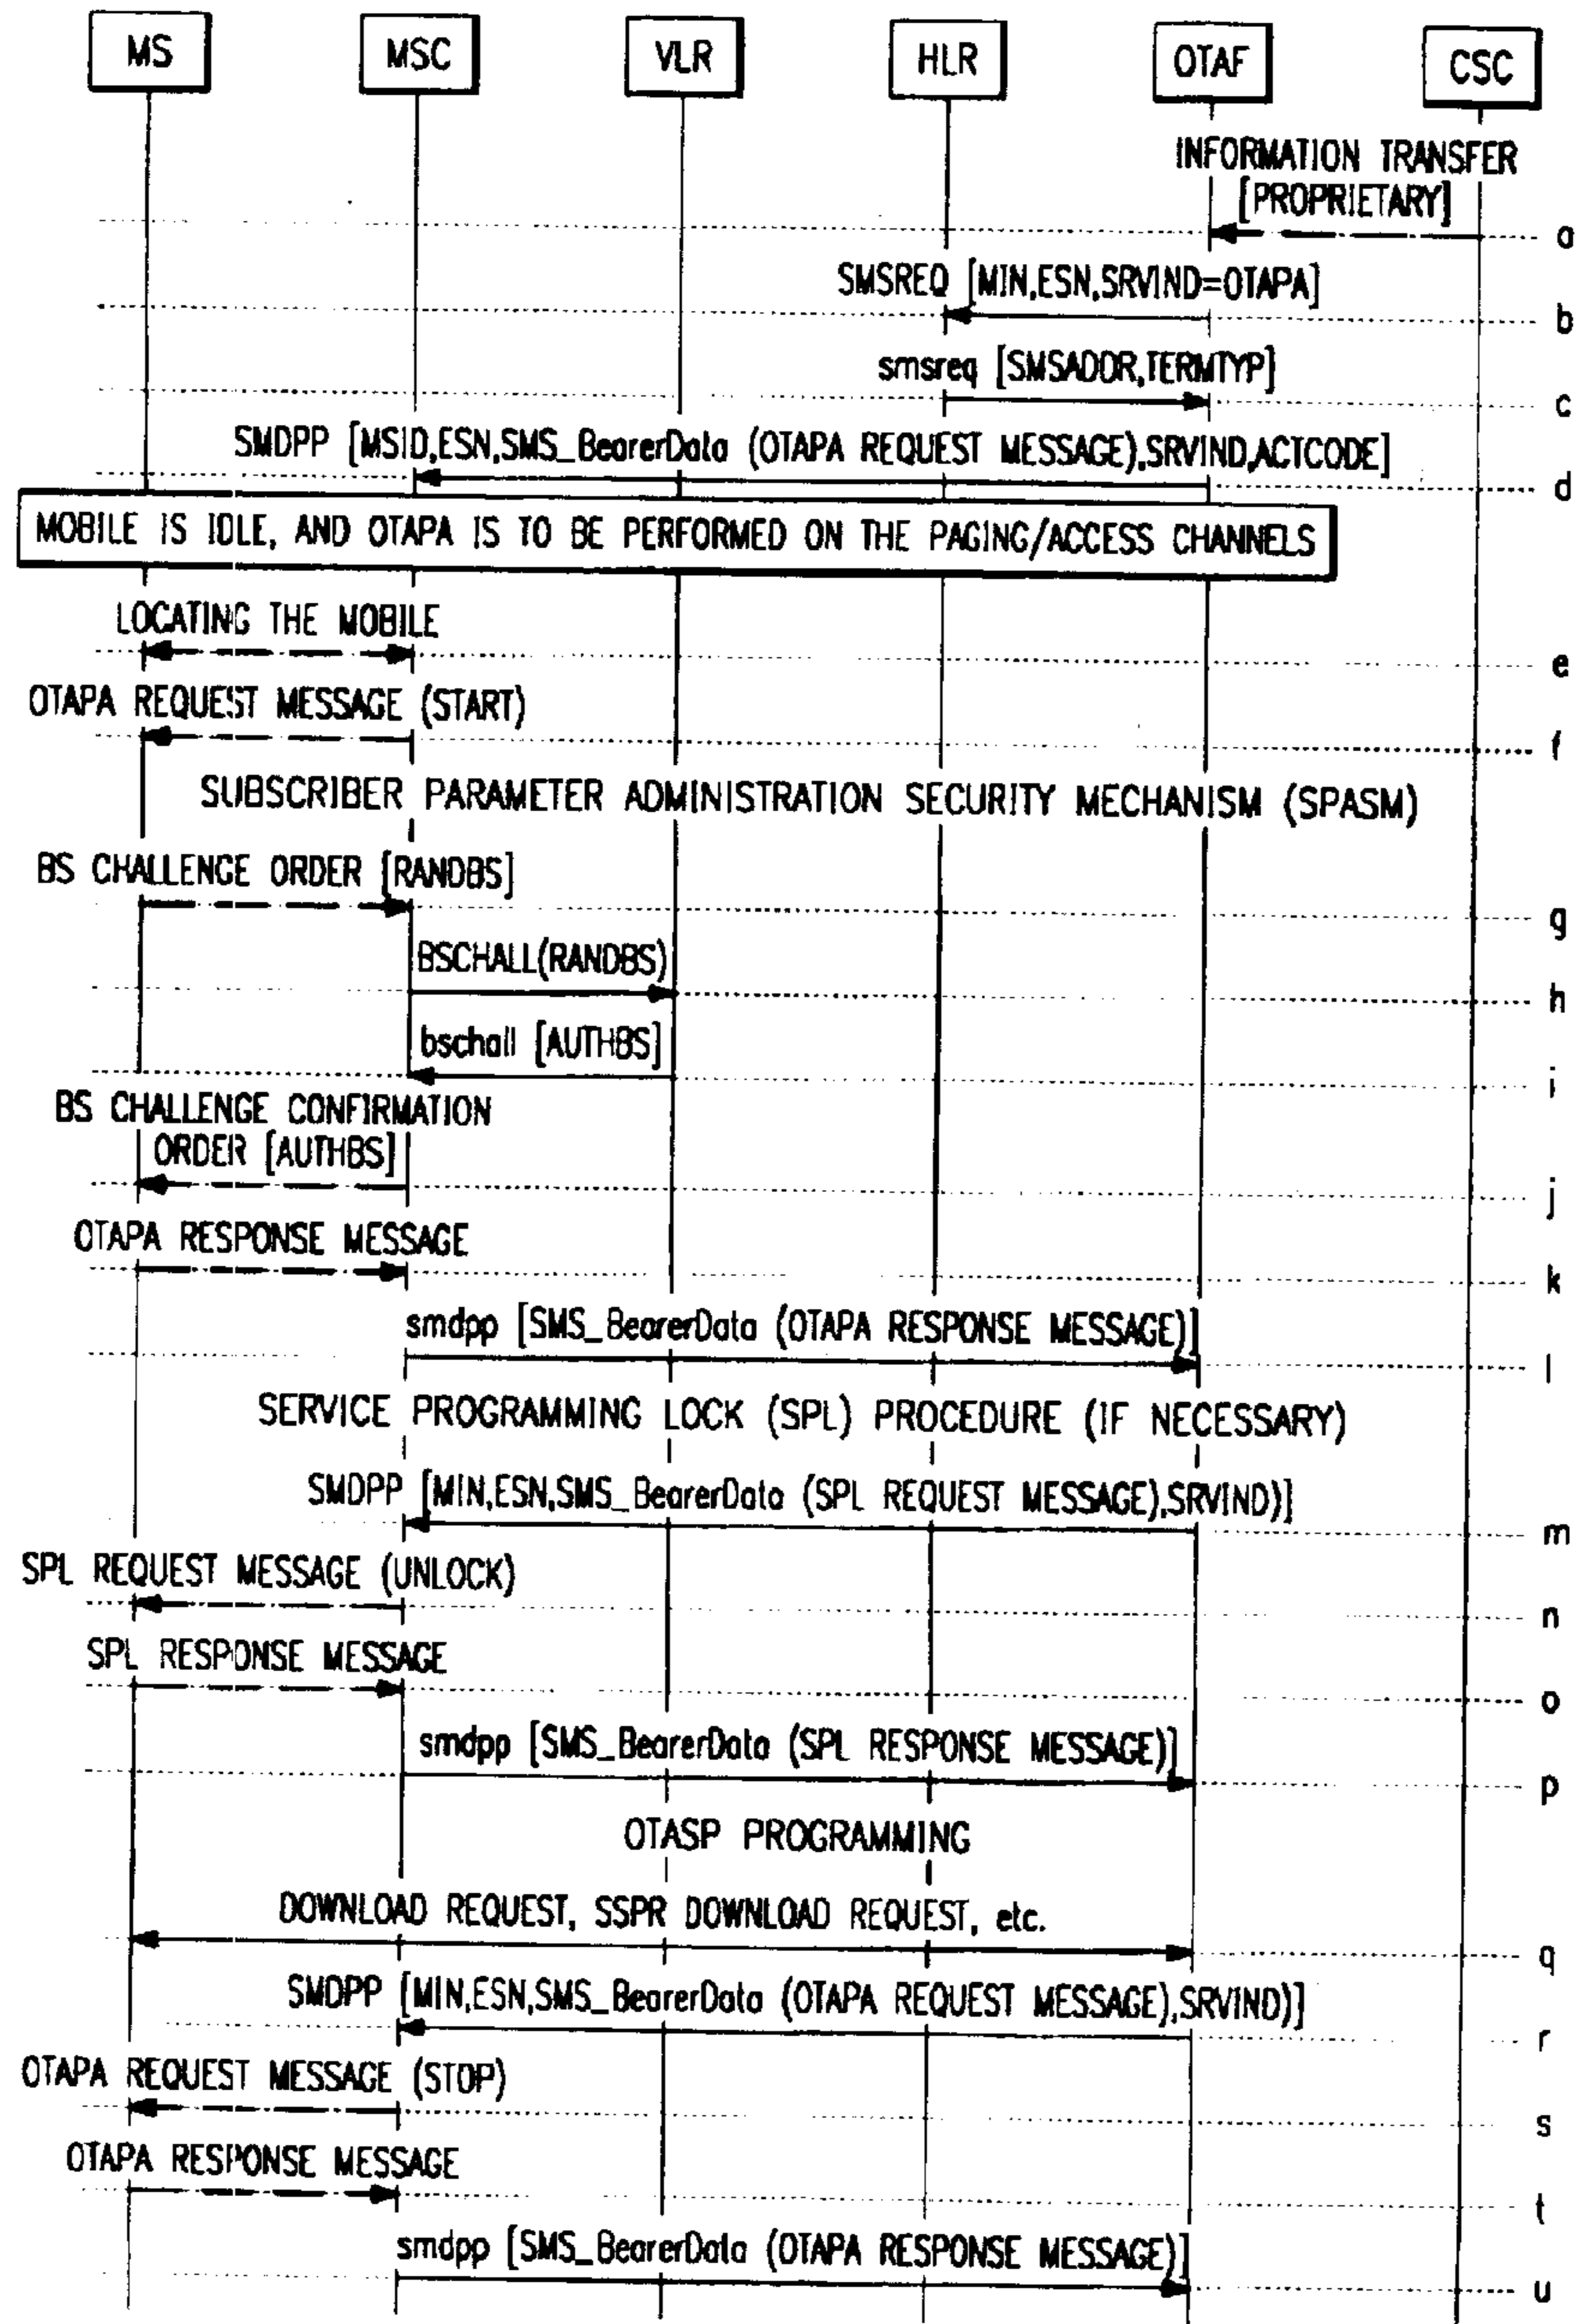 MS MSC VLR HLR OTAF CSC
INFORMATION TRANSFER
[PROPRIETARY]
a
SMSREQ [MIN,ESN,SRVIND=OTAPA]
b
smsreq [SMSADDR,TERMTYP]
c
SMDPP [MSID,ESN,SMS_BearerData (OTAPA REQUEST MESSAGE),SRVIND,ACTCODE]
d
MOBILE IS IDLE, AND OTAPA IS TO BE PERFORMED ON THE PAGING/ACCESS CHANNELS
LOCATING THE MOBILE
e
OTAPA REQUEST MESSAGE (START)
f
SUBSCRIBER PARAMETER ADMINISTRATION SECURITY MECHANISM (SPASM)
BS CHALLENGE ORDER [RANDBS]
g
BSCHALL(RANDBS)
h
bschall [AUTHBS]
i
BS CHALLENGE CONFIRMATION
ORDER [AUTHBS]
j
OTAPA RESPONSE MESSAGE
k
smdpp [SMS_BearerData (OTAPA RESPONSE MESSAGE)]
l
SERVICE PROGRAMMING LOCK (SPL) PROCEDURE (IF NECESSARY)
SMDPP [MIN,ESN,SMS_BearerData (SPL REQUEST MESSAGE),SRVIND)]
m
SPL REQUEST MESSAGE (UNLOCK)
n
SPL RESPONSE MESSAGE
o
smdpp [SMS_BearerData (SPL RESPONSE MESSAGE)]
p
OTASP PROGRAMMING
DOWNLOAD REQUEST, SSPR DOWNLOAD REQUEST, etc.
q
SMDPP [MIN,ESN,SMS_BearerData (OTAPA REQUEST MESSAGE),SRVIND)]
r
OTAPA REQUEST MESSAGE (STOP)
s
OTAPA RESPONSE MESSAGE
t
smdpp [SMS_BearerData (OTAPA RESPONSE MESSAGE)]
u